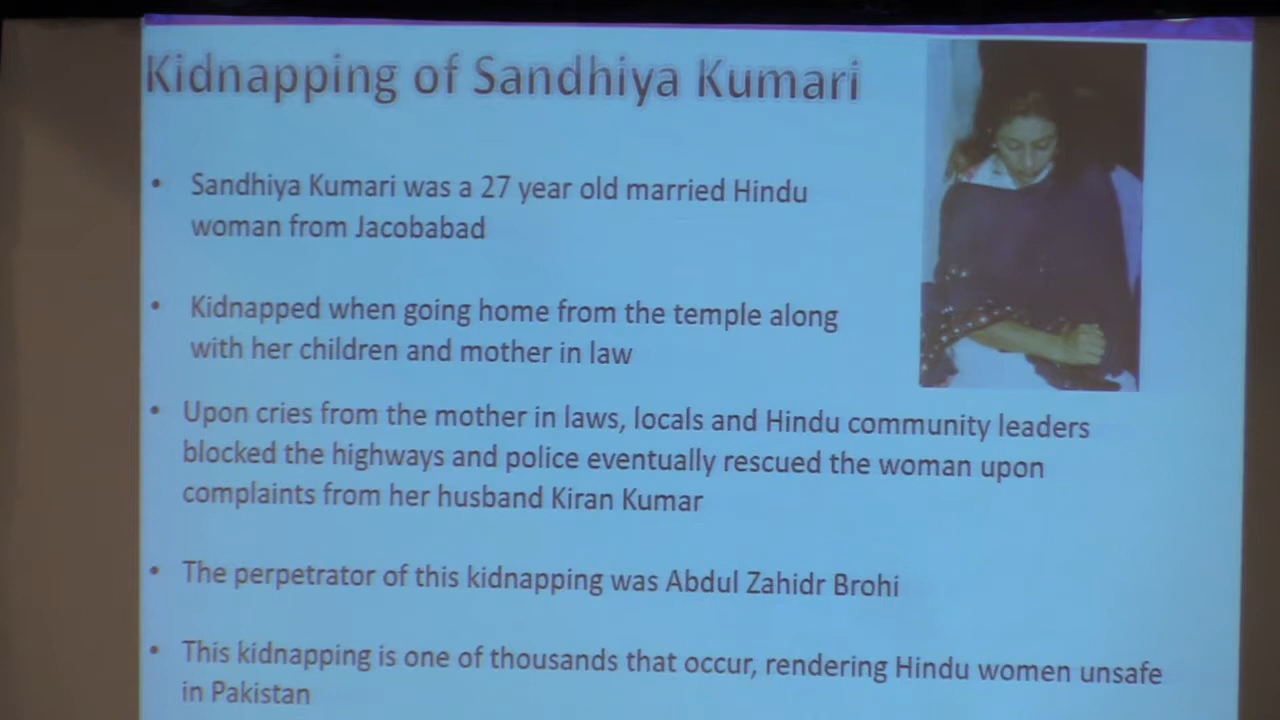 Kidnapping of Sandhiya Kumari
• Sandhiya Kumari was a 27 year old married Hindu
woman from Jacobabad
• Kidnapped when going home from the temple along
with her children and mother in law
• Upon cries from the mother in laws, locals and Hindu community leaders
blocked the highways and police eventually rescued the woman upon
complaints from her husband Kiran Kumar
• The perpetrator of this kidnapping was Abdul Zahidr Brohi
• This kidnapping is one of thousands that occur, rendering Hindu women unsafe
in Pakistan